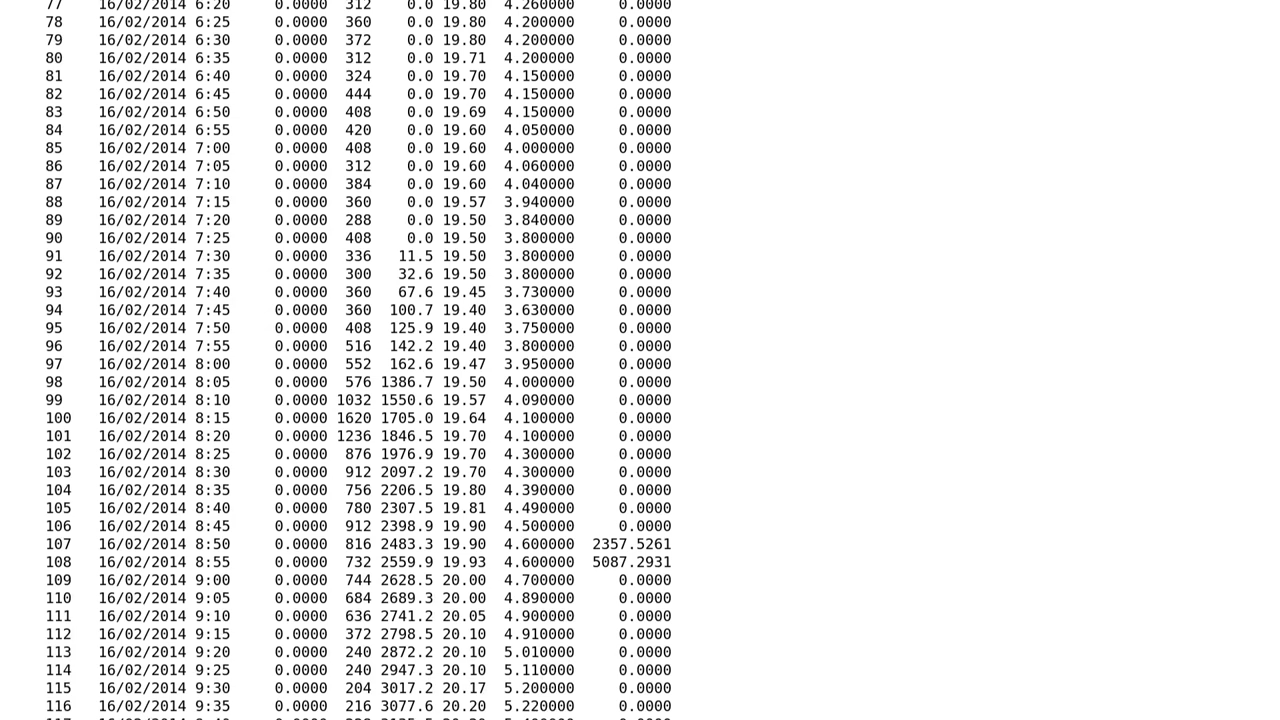 77 16/02/2014 6:20 0.0000 312 0.0 19.80 4.260000 0.0000
78 16/02/2014 6:25 0.0000 360 0.0 19.80 4.200000 0.0000
79 16/02/2014 6:30 0.0000 372 0.0 19.80 4.200000 0.0000
80 16/02/2014 6:35 0.0000 312 0.0 19.71 4.200000 0.0000
81 16/02/2014 6:40 0.0000 324 0.0 19.70 4.150000 0.0000
82 16/02/2014 6:45 0.0000 444 0.0 19.70 4.150000 0.0000
83 16/02/2014 6:50 0.0000 408 0.0 19.69 4.150000 0.0000
84 16/02/2014 6:55 0.0000 420 0.0 19.60 4.050000 0.0000
85 16/02/2014 7:00 0.0000 408 0.0 19.60 4.000000 0.0000
86 16/02/2014 7:05 0.0000 312 0.0 19.60 4.060000 0.0000
87 16/02/2014 7:10 0.0000 384 0.0 19.60 4.040000 0.0000
88 16/02/2014 7:15 0.0000 360 0.0 19.57 3.940000 0.0000
89 16/02/2014 7:20 0.0000 288 0.0 19.50 3.840000 0.0000
90 16/02/2014 7:25 0.0000 408 0.0 19.50 3.800000 0.0000
91 16/02/2014 7:30 0.0000 336 11.5 19.50 3.800000 0.0000
92 16/02/2014 7:35 0.0000 300 32.6 19.50 3.800000 0.0000
93 16/02/2014 7:40 0.0000 360 67.6 19.45 3.730000 0.0000
94 16/02/2014 7:45 0.0000 360 100.7 19.40 3.630000 0.0000
95 16/02/2014 7:50 0.0000 408 125.9 19.40 3.750000 0.0000
96 16/02/2014 7:55 0.0000 516 142.2 19.40 3.800000 0.0000
97 16/02/2014 8:00 0.0000 552 162.6 19.47 3.950000 0.0000
98 16/02/2014 8:05 0.0000 576 1386.7 19.50 4.000000 0.0000
99 16/02/2014 8:10 0.0000 1032 1550.6 19.57 4.090000 0.0000
100 16/02/2014 8:15 0.0000 1620 1705.0 19.64 4.100000 0.0000
101 16/02/2014 8:20 0.0000 1236 1846.5 19.70 4.100000 0.0000
102 16/02/2014 8:25 0.0000 876 1976.9 19.70 4.300000 0.0000
103 16/02/2014 8:30 0.0000 912 2097.2 19.70 4.300000 0.0000
104 16/02/2014 8:35 0.0000 756 2206.5 19.80 4.390000 0.0000
105 16/02/2014 8:40 0.0000 780 2307.5 19.81 4.490000 0.0000
106 16/02/2014 8:45 0.0000 912 2398.9 19.90 4.500000 0.0000
107 16/02/2014 8:50 0.0000 816 2483.3 19.90 4.600000 2357.5261
108 16/02/2014 8:55 0.0000 732 2559.9 19.93 4.600000 5087.2931
109 16/02/2014 9:00 0.0000 744 2628.5 20.00 4.700000 0.0000
110 16/02/2014 9:05 0.0000 684 2689.3 20.00 4.890000 0.0000
111 16/02/2014 9:10 0.0000 636 2741.2 20.05 4.900000 0.0000
112 16/02/2014 9:15 0.0000 372 2798.5 20.10 4.910000 0.0000
113 16/02/2014 9:20 0.0000 240 2872.2 20.10 5.010000 0.0000
114 16/02/2014 9:25 0.0000 240 2947.3 20.10 5.110000 0.0000
115 16/02/2014 9:30 0.0000 204 3017.2 20.17 5.200000 0.0000
116 16/02/2014 9:35 0.0000 216 3077.6 20.20 5.220000 0.0000